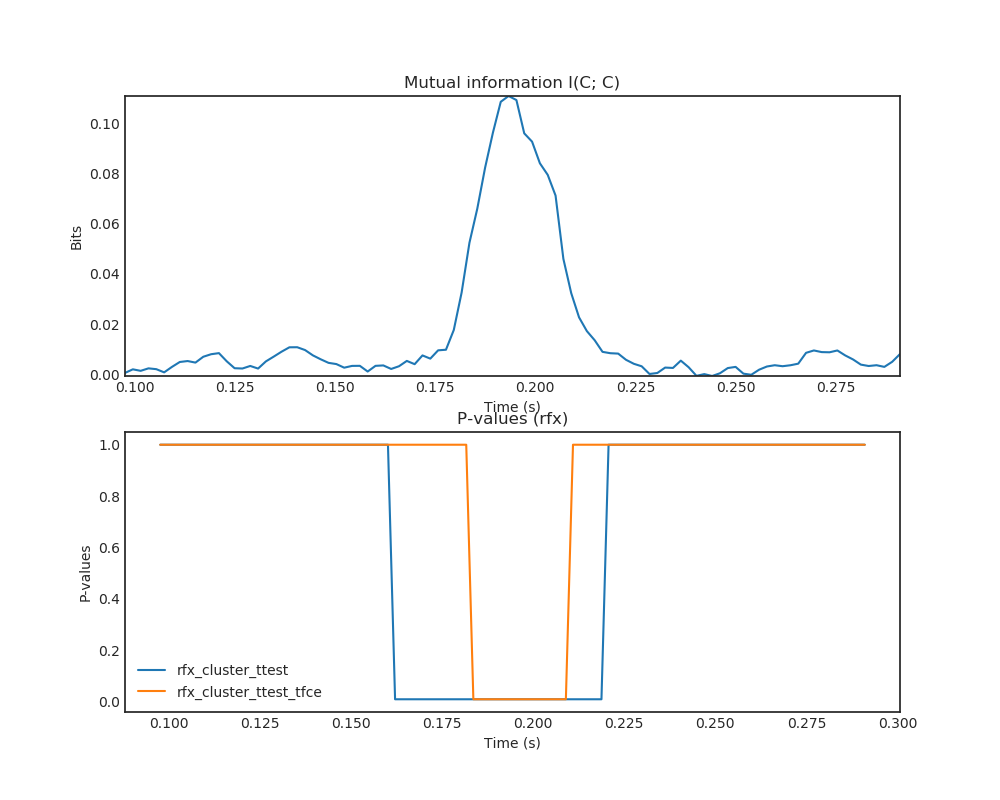 Mutual information I(C; C)
0.10
0.08
0.06
0.04
0.02
0.00
Bits
0.100 0.125 0.150 0.175 0.200 0.225 0.250 0.275
Time (s)
P-values (rfx)
1.0
0.8
0.6
0.4
0.2
0.0
P-values
rfx_cluster_ttest
rfx_cluster_ttest_tfce
0.100 0.125 0.150 0.175 0.200 0.225 0.250 0.275 0.300
Time (s)